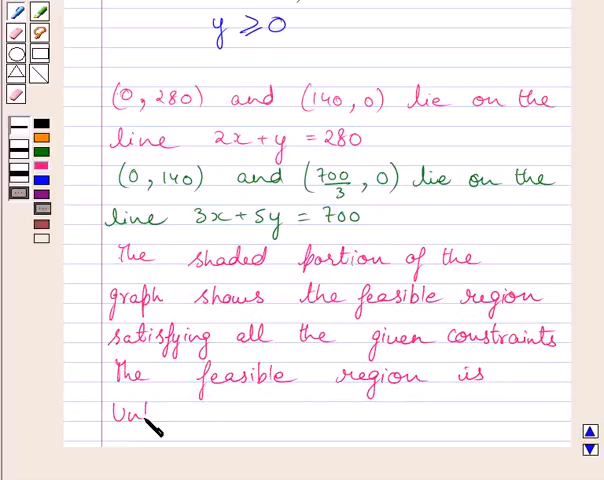 y ⩾ 0
(0, 280) and (140, 0) lie on the
line 2x + y = 280
(0, 140) and (700/3, 0) lie on the
line 3x + 5y = 700
The shaded portion of the
graph shows the feasible region
satisfying all the given constraints
The feasible region is